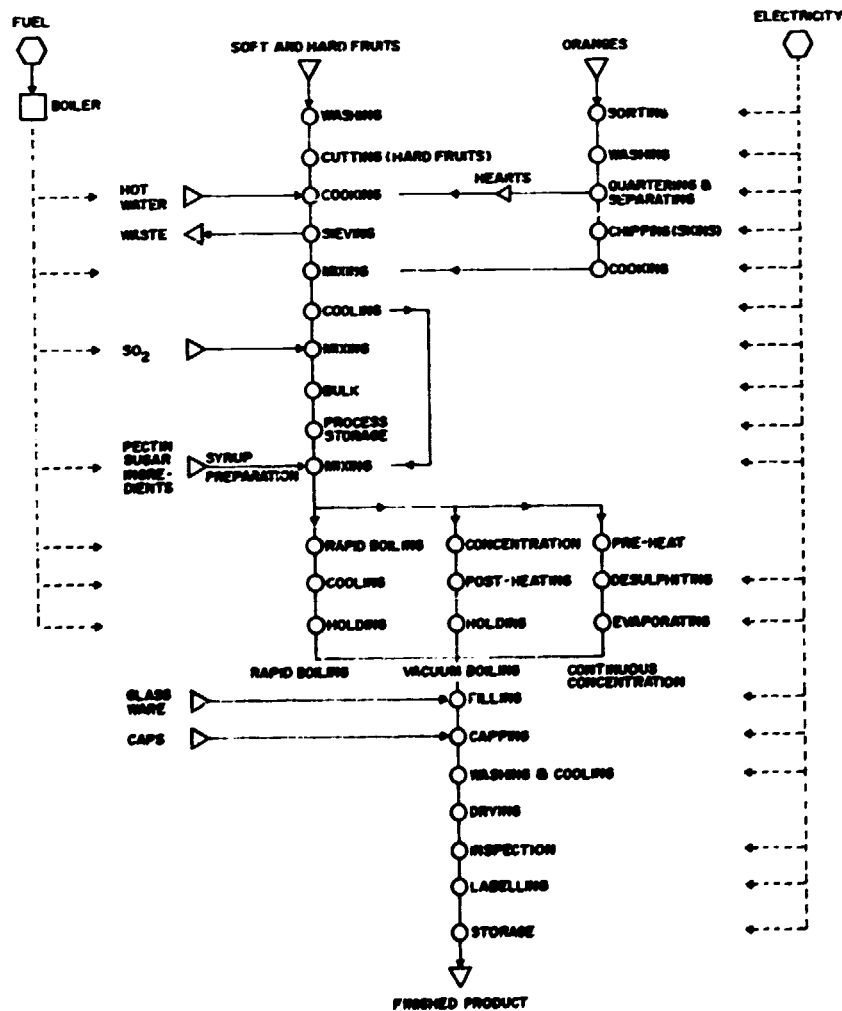 FUEL
ELECTRICITY
SOFT AND HARD FRUITS
ORANGES
BOILER
WASHING
SORTING
CUTTING (HARD FRUITS)
WASHING
HOT
WATER
COOKING
HEARTS
QUARTERING &
SEPARATING
WASTE
SIEVING
CHIPPING (SKINS)
MIXING
COOKING
COOLING
SO2
MIXING
BULK
PROCESS
STORAGE
PECTIN
SUGAR
INGRE-
DIENTS
SYRUP
PREPARATION
MIXING
RAPID BOILING
CONCENTRATION
PRE-HEAT
COOLING
POST-HEATING
DESULPHITING
HOLDING
HOLDING
EVAPORATING
RAPID BOILING
VACUUM BOILING
CONTINUOUS
CONCENTRATION
GLASS
WARE
FILLING
CAPS
CAPPING
WASHING & COOLING
DRYING
INSPECTION
LABELLING
STORAGE
FINISHED PRODUCT